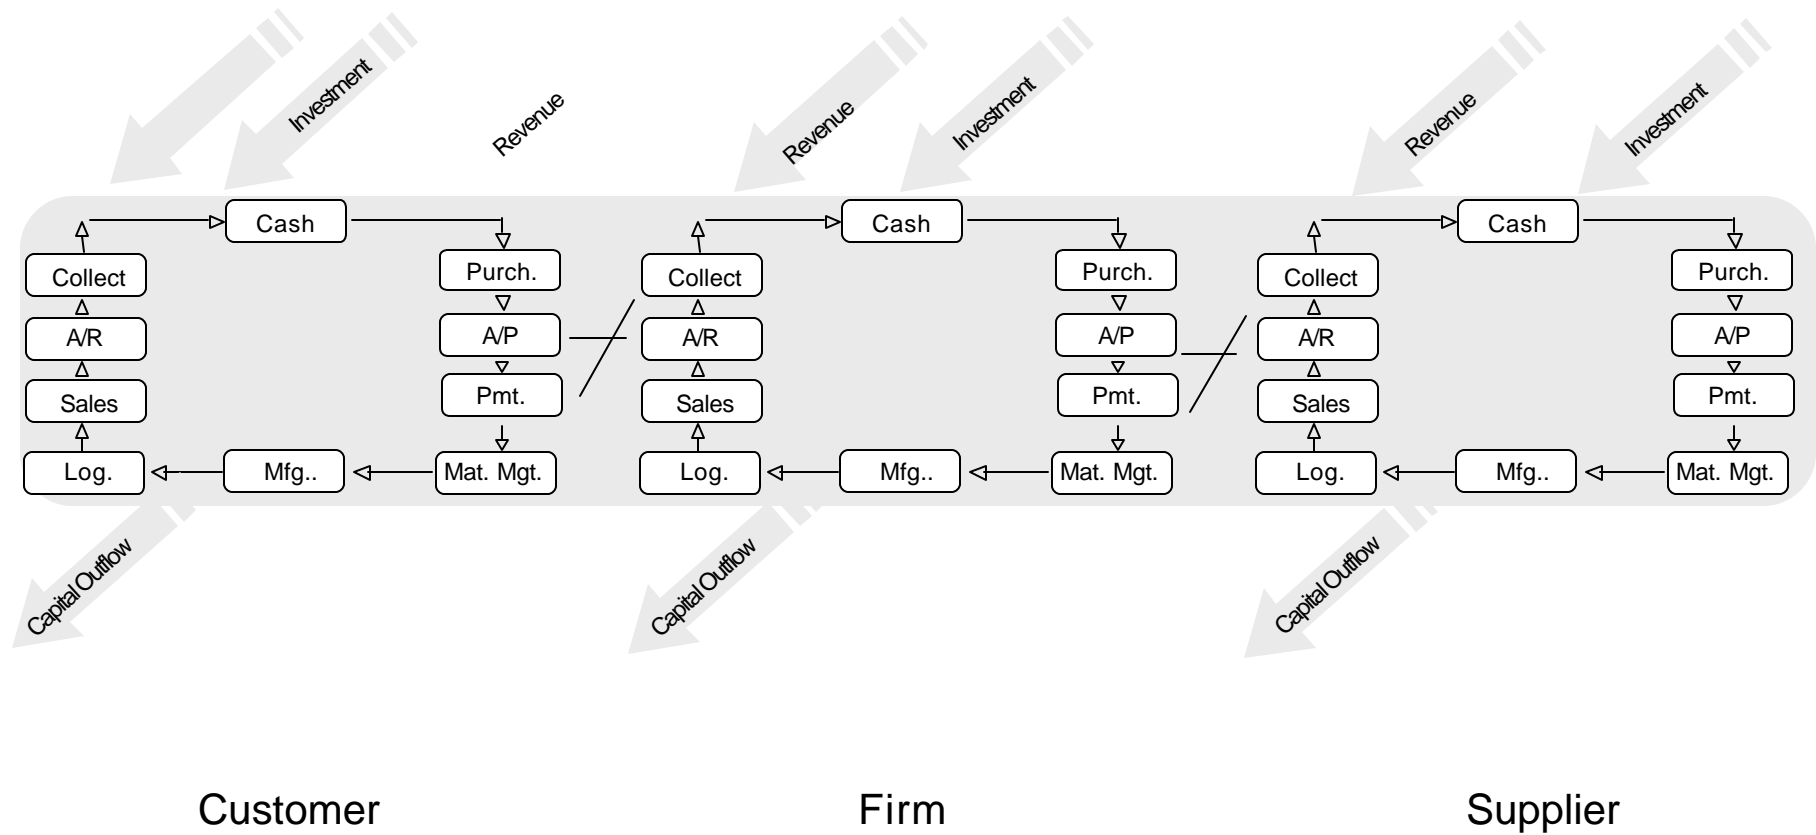 Investment
Revenue
Revenue
Investment
Revenue
Investment
Cash
Collect
Purch.
A/R
A/P
Pmt.
Sales
Log.
Mfg..
Mat. Mgt.
Capital Outflow
Cash
Collect
Purch.
A/R
A/P
Pmt.
Sales
Log.
Mfg..
Mat. Mgt.
Capital Outflow
Cash
Collect
Purch.
A/R
A/P
Pmt.
Sales
Log.
Mfg..
Mat. Mgt.
Capital Outflow
Customer
Firm
Supplier